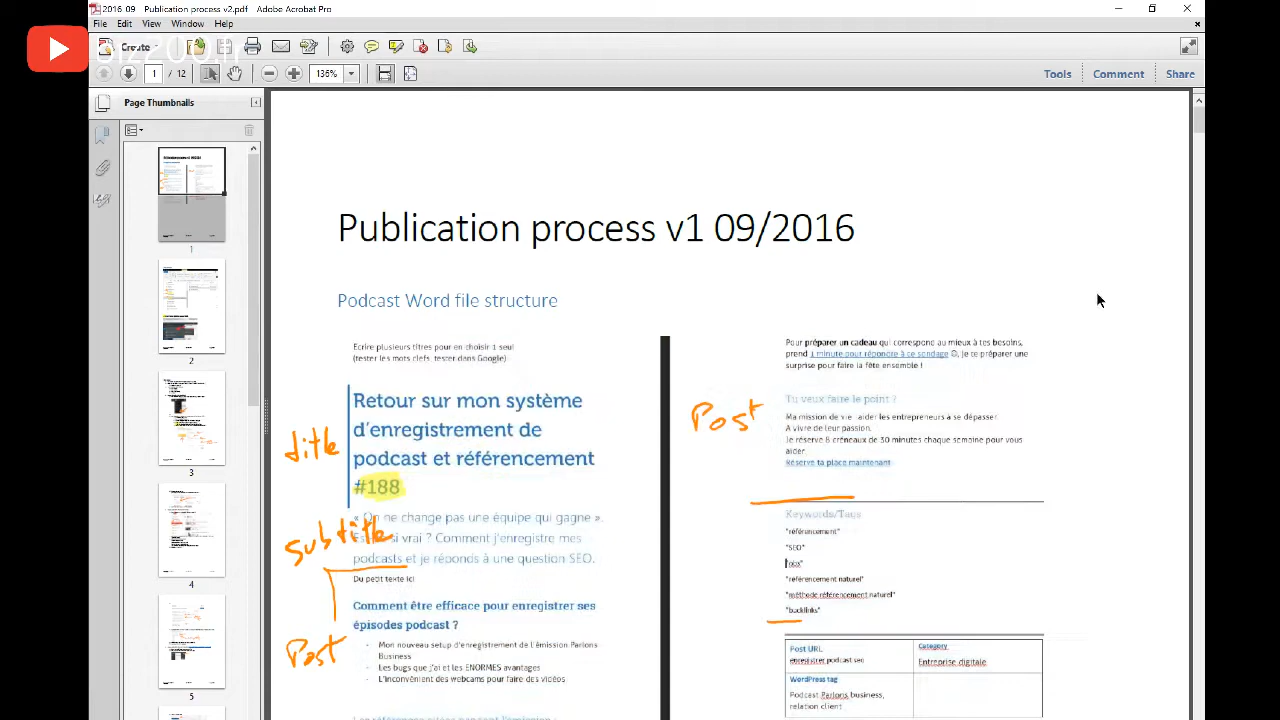 2016 09 Publication process v2.pdf - Adobe Acrobat Pro
File Edit View Window Help
Create
1 / 12 136% Tools Comment Share
Page Thumbnails
1
2
3
4
5
Publication process v1 09/2016
Podcast Word file structure
Ecrire plusieurs titres pour en choisir 1 seul
(tester les mots clefs, tester dans Google)
title
Retour sur mon système
d'enregistrement de
podcast et référencement
#188
subtitle
« On ne change pas une équipe qui gagne ».
si vrai ? Comment j'enregistre mes
podcasts et je réponds à une question SEO.
Du petit texte ici
Post
Comment être efficace pour enregistrer ses
épisodes podcast ?
- Mon nouveau setup d'enregistrement de l'émission Parlons
Business
- Les bugs que j'ai et les ENORMES avantages
- L'inconvénient des webcams pour faire des vidéos
Pour préparer un cadeau qui correspond au mieux à tes besoins,
prend 1 minute pour répondre à ce sondage ☺, je te préparer une
surprise pour faire la fête ensemble !
Post
Tu veux faire le point ?
Ma mission de vie : aider les entrepreneurs à se dépasser.
A vivre de leur passion.
Je réserve 8 créneaux de 30 minutes chaque semaine pour vous
aider.
Réserve ta place maintenant
Keywords/Tags
"référencement"
"SEO"
"référencement naturel"
"méthode référencement naturel"
"backlinks"
Post URL
enregistrer podcast seo
Category
Entreprise digitale
WordPress tag
Podcast Parlons business,
relation client